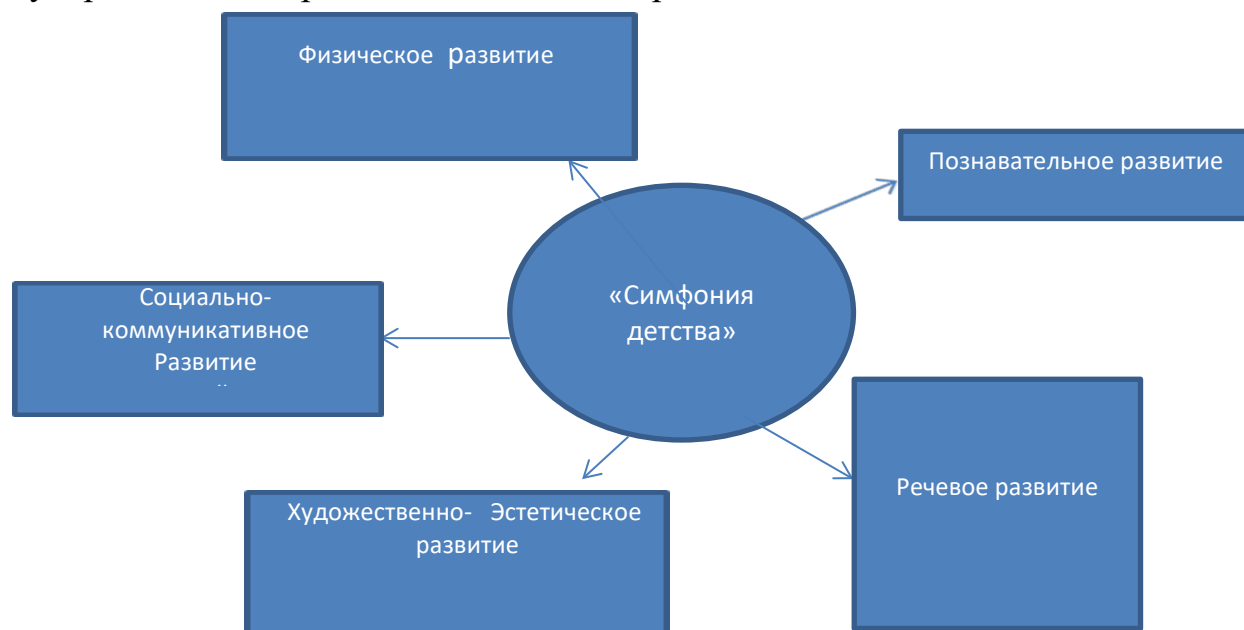 Физическое развитие
Познавательное развитие
«Симфония
детства»
Социально-
коммуникативное
Развитие
Речевое развитие
Художественно- Эстетическое
развитие